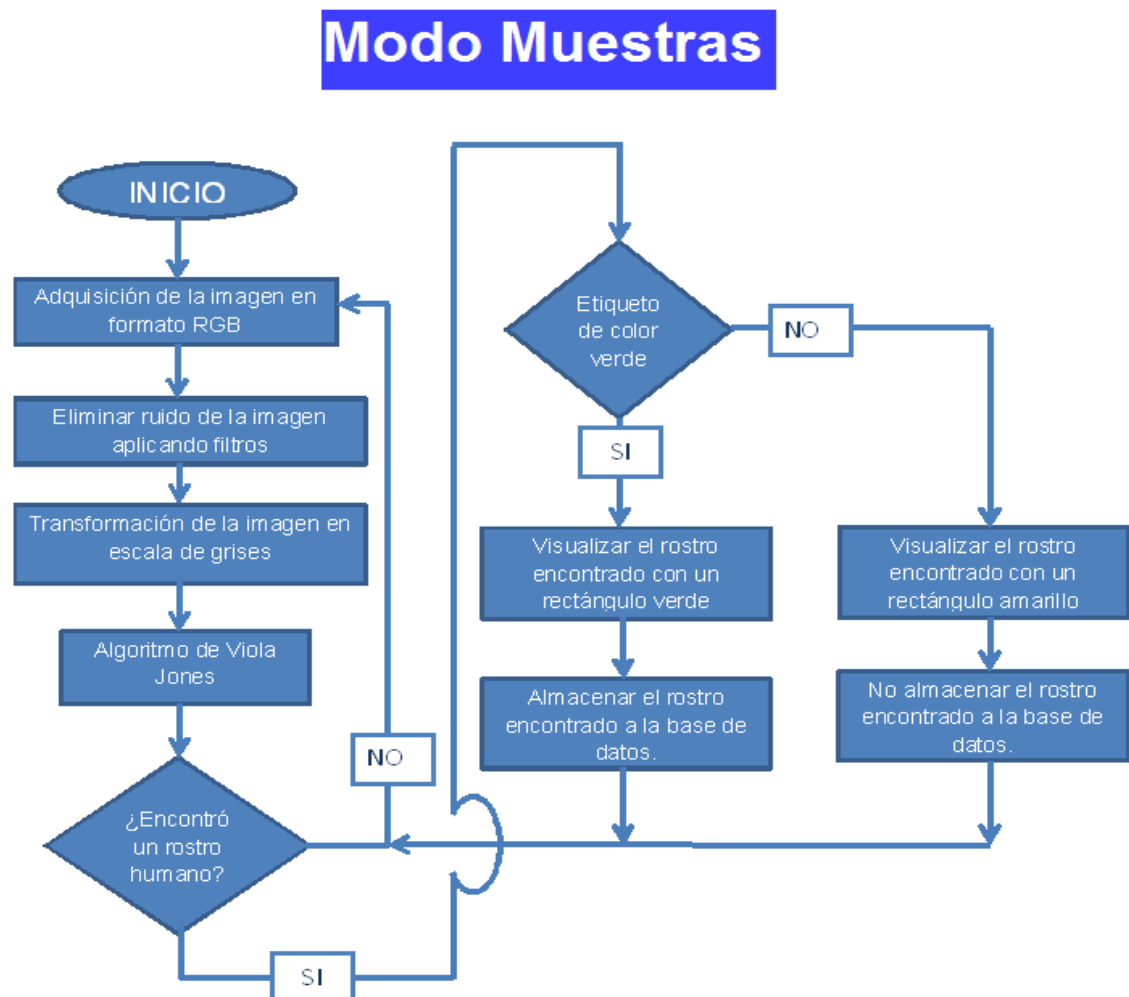 Modo Muestras
INICIO
Adquisición de la imagen en
formato RGB
Eliminar ruido de la imagen
aplicando filtros
Transformación de la imagen en
escala de grises
Algoritmo de Viola
Jones
¿Encontró
un rostro
humano?
NO
SI
Etiqueto
de color
verde
NO
SI
Visualizar el rostro
encontrado con un
rectángulo verde
Almacenar el rostro
encontrado a la base de
datos.
Visualizar el rostro
encontrado con un
rectángulo amarillo
No almacenar el rostro
encontrado a la base de
datos.